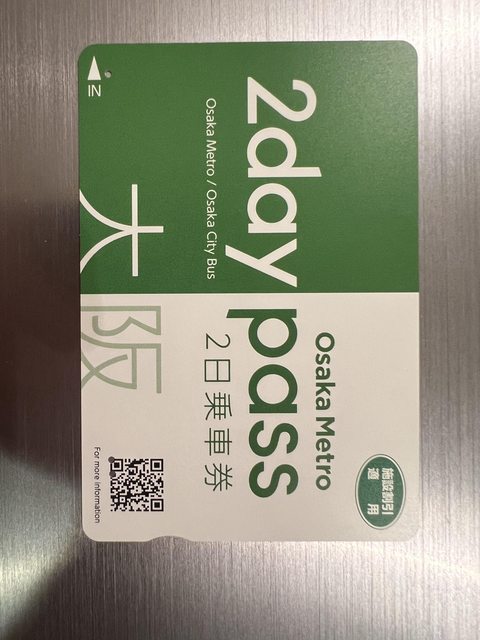 Osaka Metro
施設割引
適用
2day pass
2日乗車券
Osaka Metro / Osaka City Bus
大阪
IN
For more information